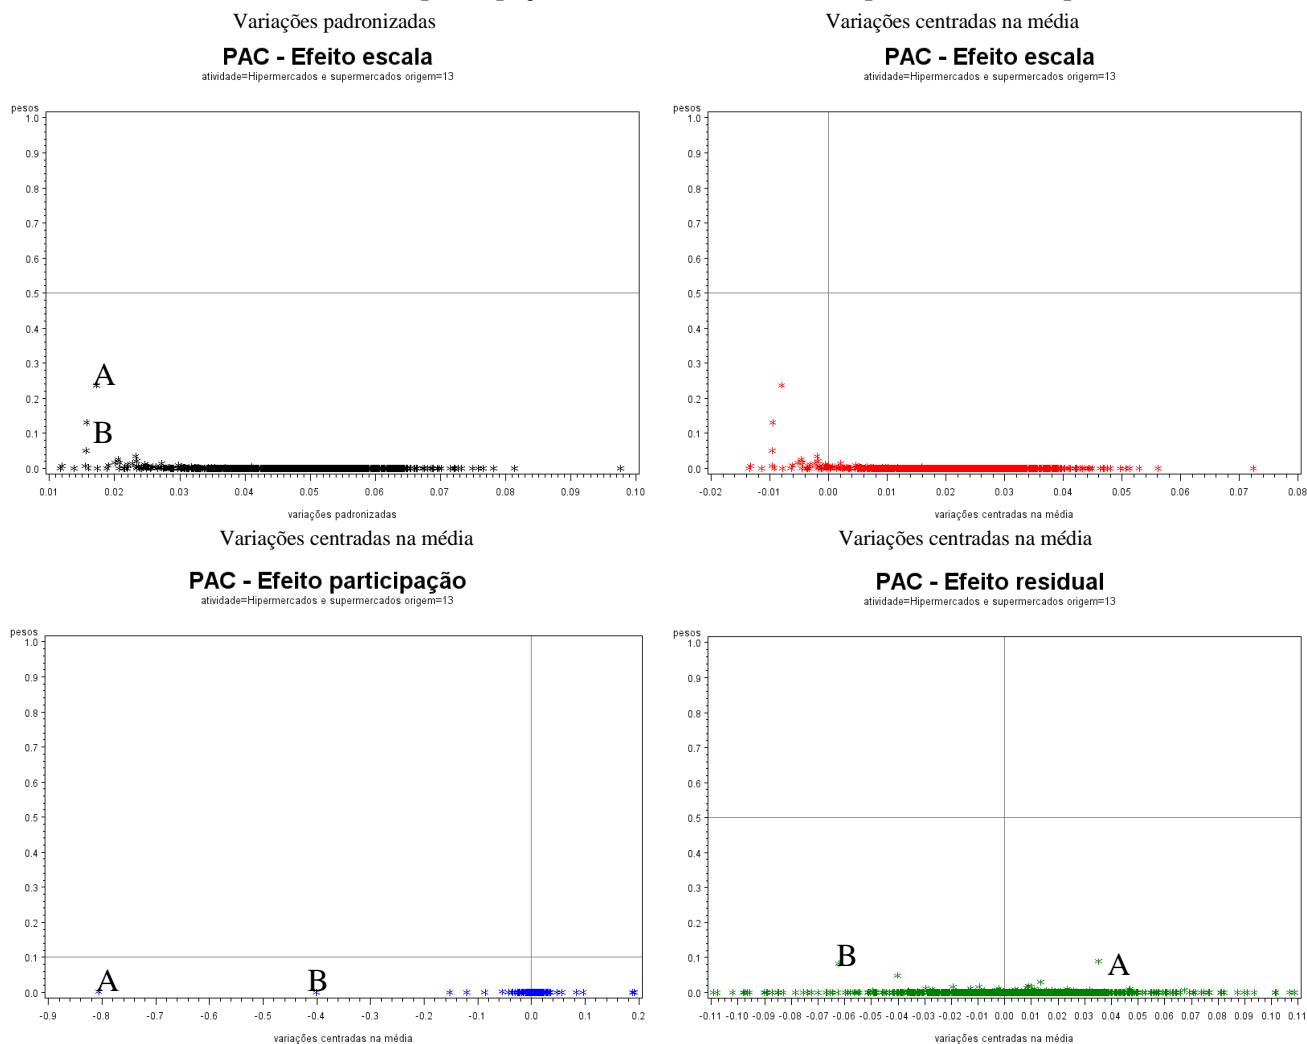 Variações padronizadas
PAC - Efeito escala
atividade=Hipermercados e supermercados origem=13
pesos
1.0
0.9
0.8
0.7
0.6
0.5
0.4
0.3
A
0.2
0.1
B
0.0
0.01 0.02 0.03 0.04 0.05 0.06 0.07 0.08 0.09 0.10
variações padronizadas
Variações centradas na média
PAC - Efeito escala
atividade=Hipermercados e supermercados origem=13
pesos
1.0
0.9
0.8
0.7
0.6
0.5
0.4
0.3
0.2
0.1
0.0
-0.02 -0.01 0.00 0.01 0.02 0.03 0.04 0.05 0.06 0.07 0.08
variações centradas na média
Variações centradas na média
PAC - Efeito participação
atividade=Hipermercados e supermercados origem=13
pesos
1.0
0.9
0.8
0.7
0.6
0.5
0.4
0.3
0.2
0.1
0.0
A B
-0.9 -0.8 -0.7 -0.6 -0.5 -0.4 -0.3 -0.2 -0.1 0.0 0.1 0.2
variações centradas na média
Variações centradas na média
PAC - Efeito residual
atividade=Hipermercados e supermercados origem=13
pesos
1.0
0.9
0.8
0.7
0.6
0.5
0.4
0.3
0.2
0.1
B A
0.0
-0.11 -0.10 -0.09 -0.08 -0.07 -0.06 -0.05 -0.04 -0.03 -0.02 -0.01 0.00 0.01 0.02 0.03 0.04 0.05 0.06 0.07 0.08 0.09 0.10 0.11
variações centradas na média